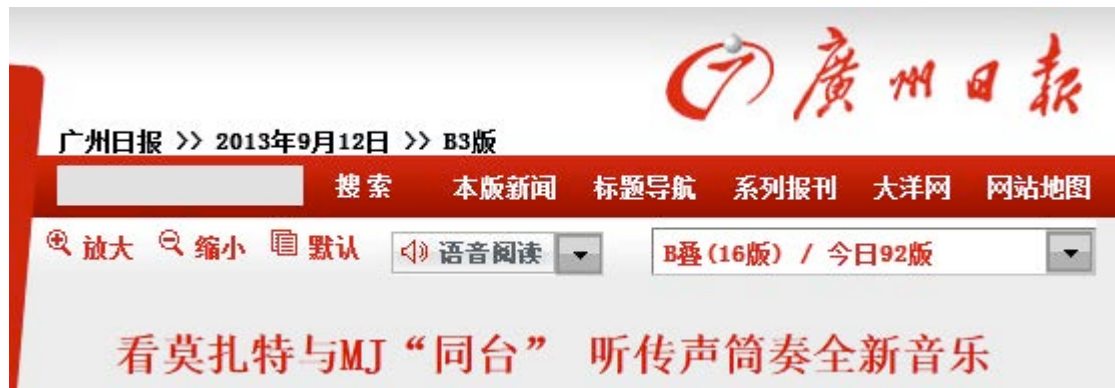 廣州日報
广州日报 >> 2013年9月12日 >> B3版
搜索 本版新闻 标题导航 系列报刊 大洋网 网站地图
放大 缩小 默认 语音阅读 B叠(16版) / 今日92版
看莫扎特与MJ“同台” 听传声筒奏全新音乐